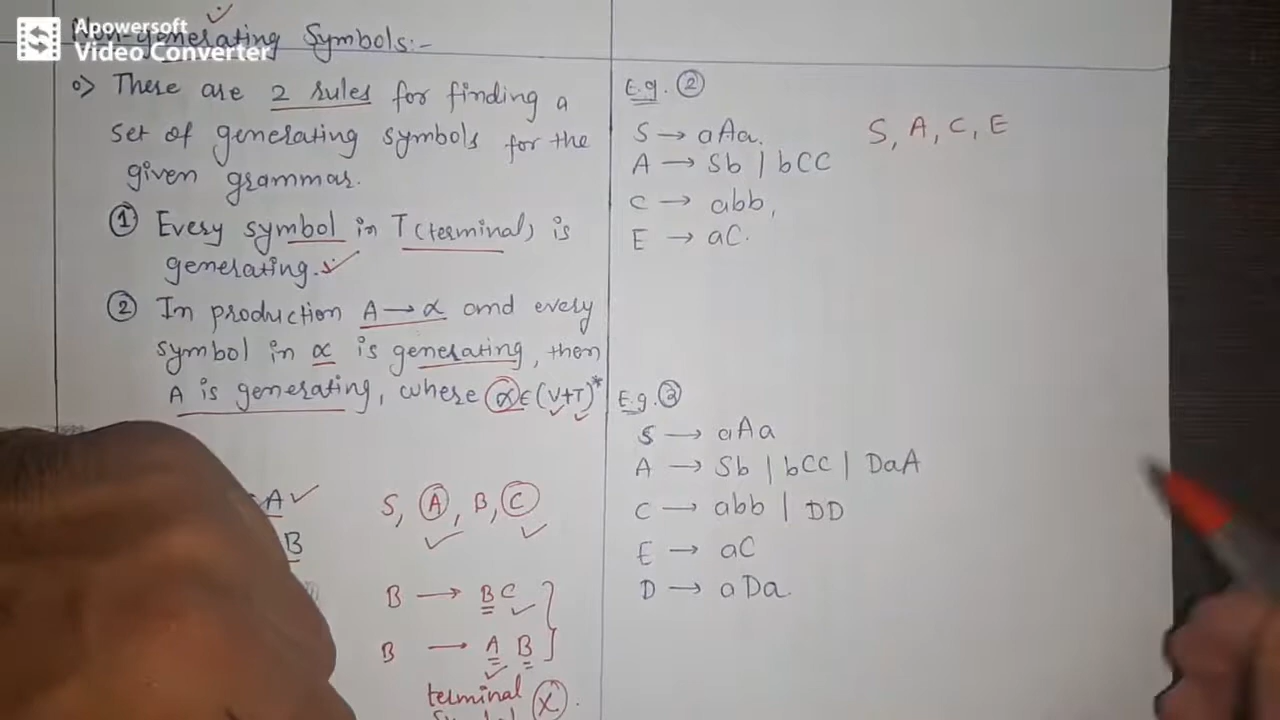 Apowersoft
Video Converter
Non-generating Symbols:-
There are 2 rules for finding a
set of generating symbols for the
given grammar.
① Every symbol in T (terminal) is
generating.
② In production A → α and every
symbol in α is generating, then
A is generating, where α ∈ (V+T)*
A ✓
B
S, A, B, C
B → BC
B → A B
terminal
X.
E.g. ②
S → aAa.
S, A, C, E
A → Sb | bCC
C → abb,
E → aC.
E.g. ③
S → aAa
A → Sb | bCC | DaA
C → abb | DD
E → aC
D → aDa.